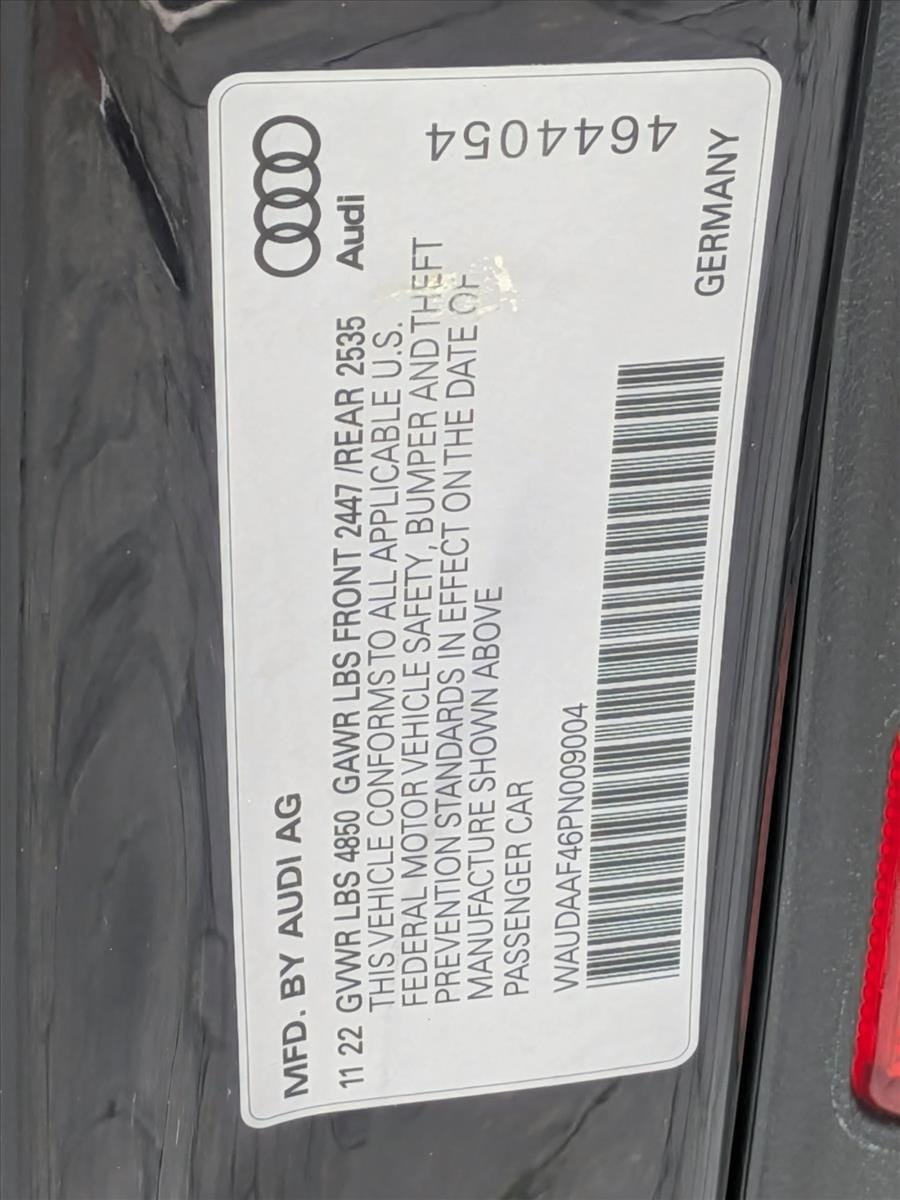 MFD. BY AUDI AG
Audi
11 22 GVWR LBS 4850 GAWR LBS FRONT 2447 /REAR 2535
THIS VEHICLE CONFORMS TO ALL APPLICABLE U.S.
FEDERAL MOTOR VEHICLE SAFETY, BUMPER AND THEFT
PREVENTION STANDARDS IN EFFECT ON THE DATE OF
MANUFACTURE SHOWN ABOVE
PASSENGER CAR
4644054
WAUDAAF46PN009004
GERMANY